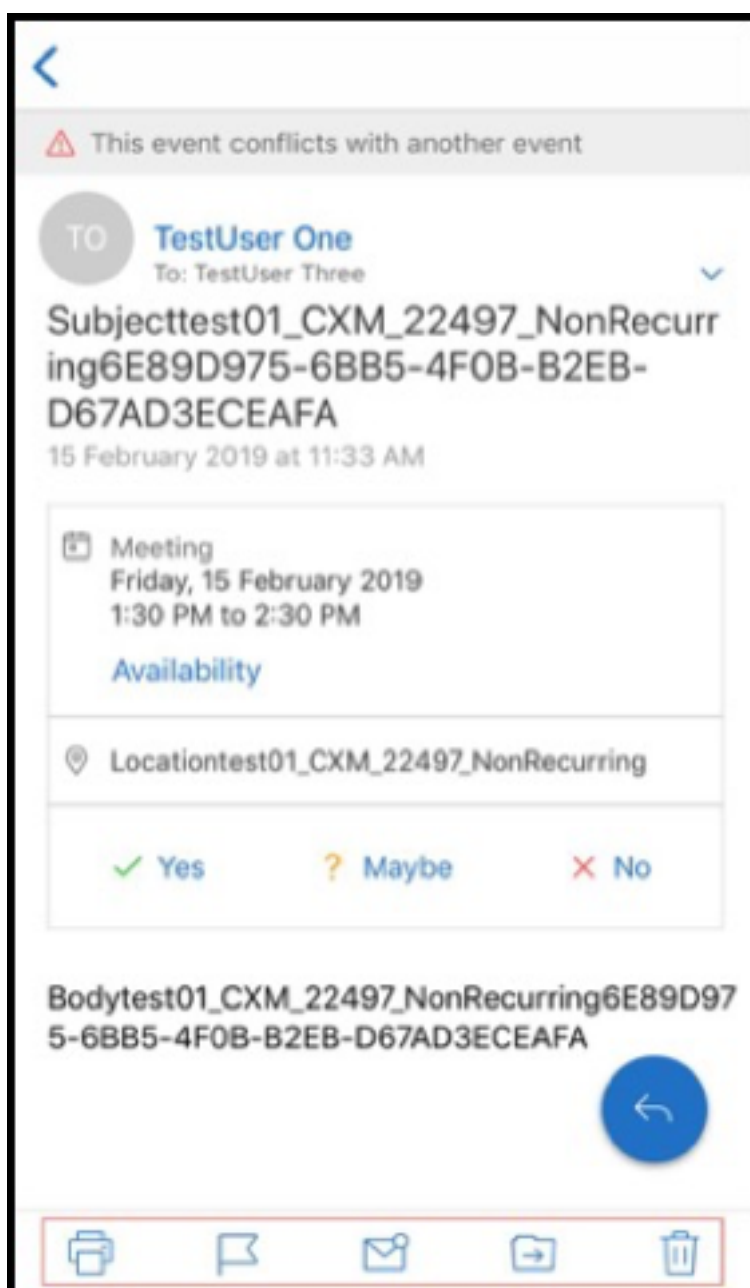 This event conflicts with another event
TO
TestUser One
To: TestUser Three
Subjecttest01_CXM_22497_NonRecurr
ing6E89D975-6BB5-4F0B-B2EB-
D67AD3ECEAFA
15 February 2019 at 11:33 AM
Meeting
Friday, 15 February 2019
1:30 PM to 2:30 PM
Availability
Locationtest01_CXM_22497_NonRecurring
Yes ? Maybe No
Bodytest01_CXM_22497_NonRecurring6E89D97
5-6BB5-4F0B-B2EB-D67AD3ECEAFA